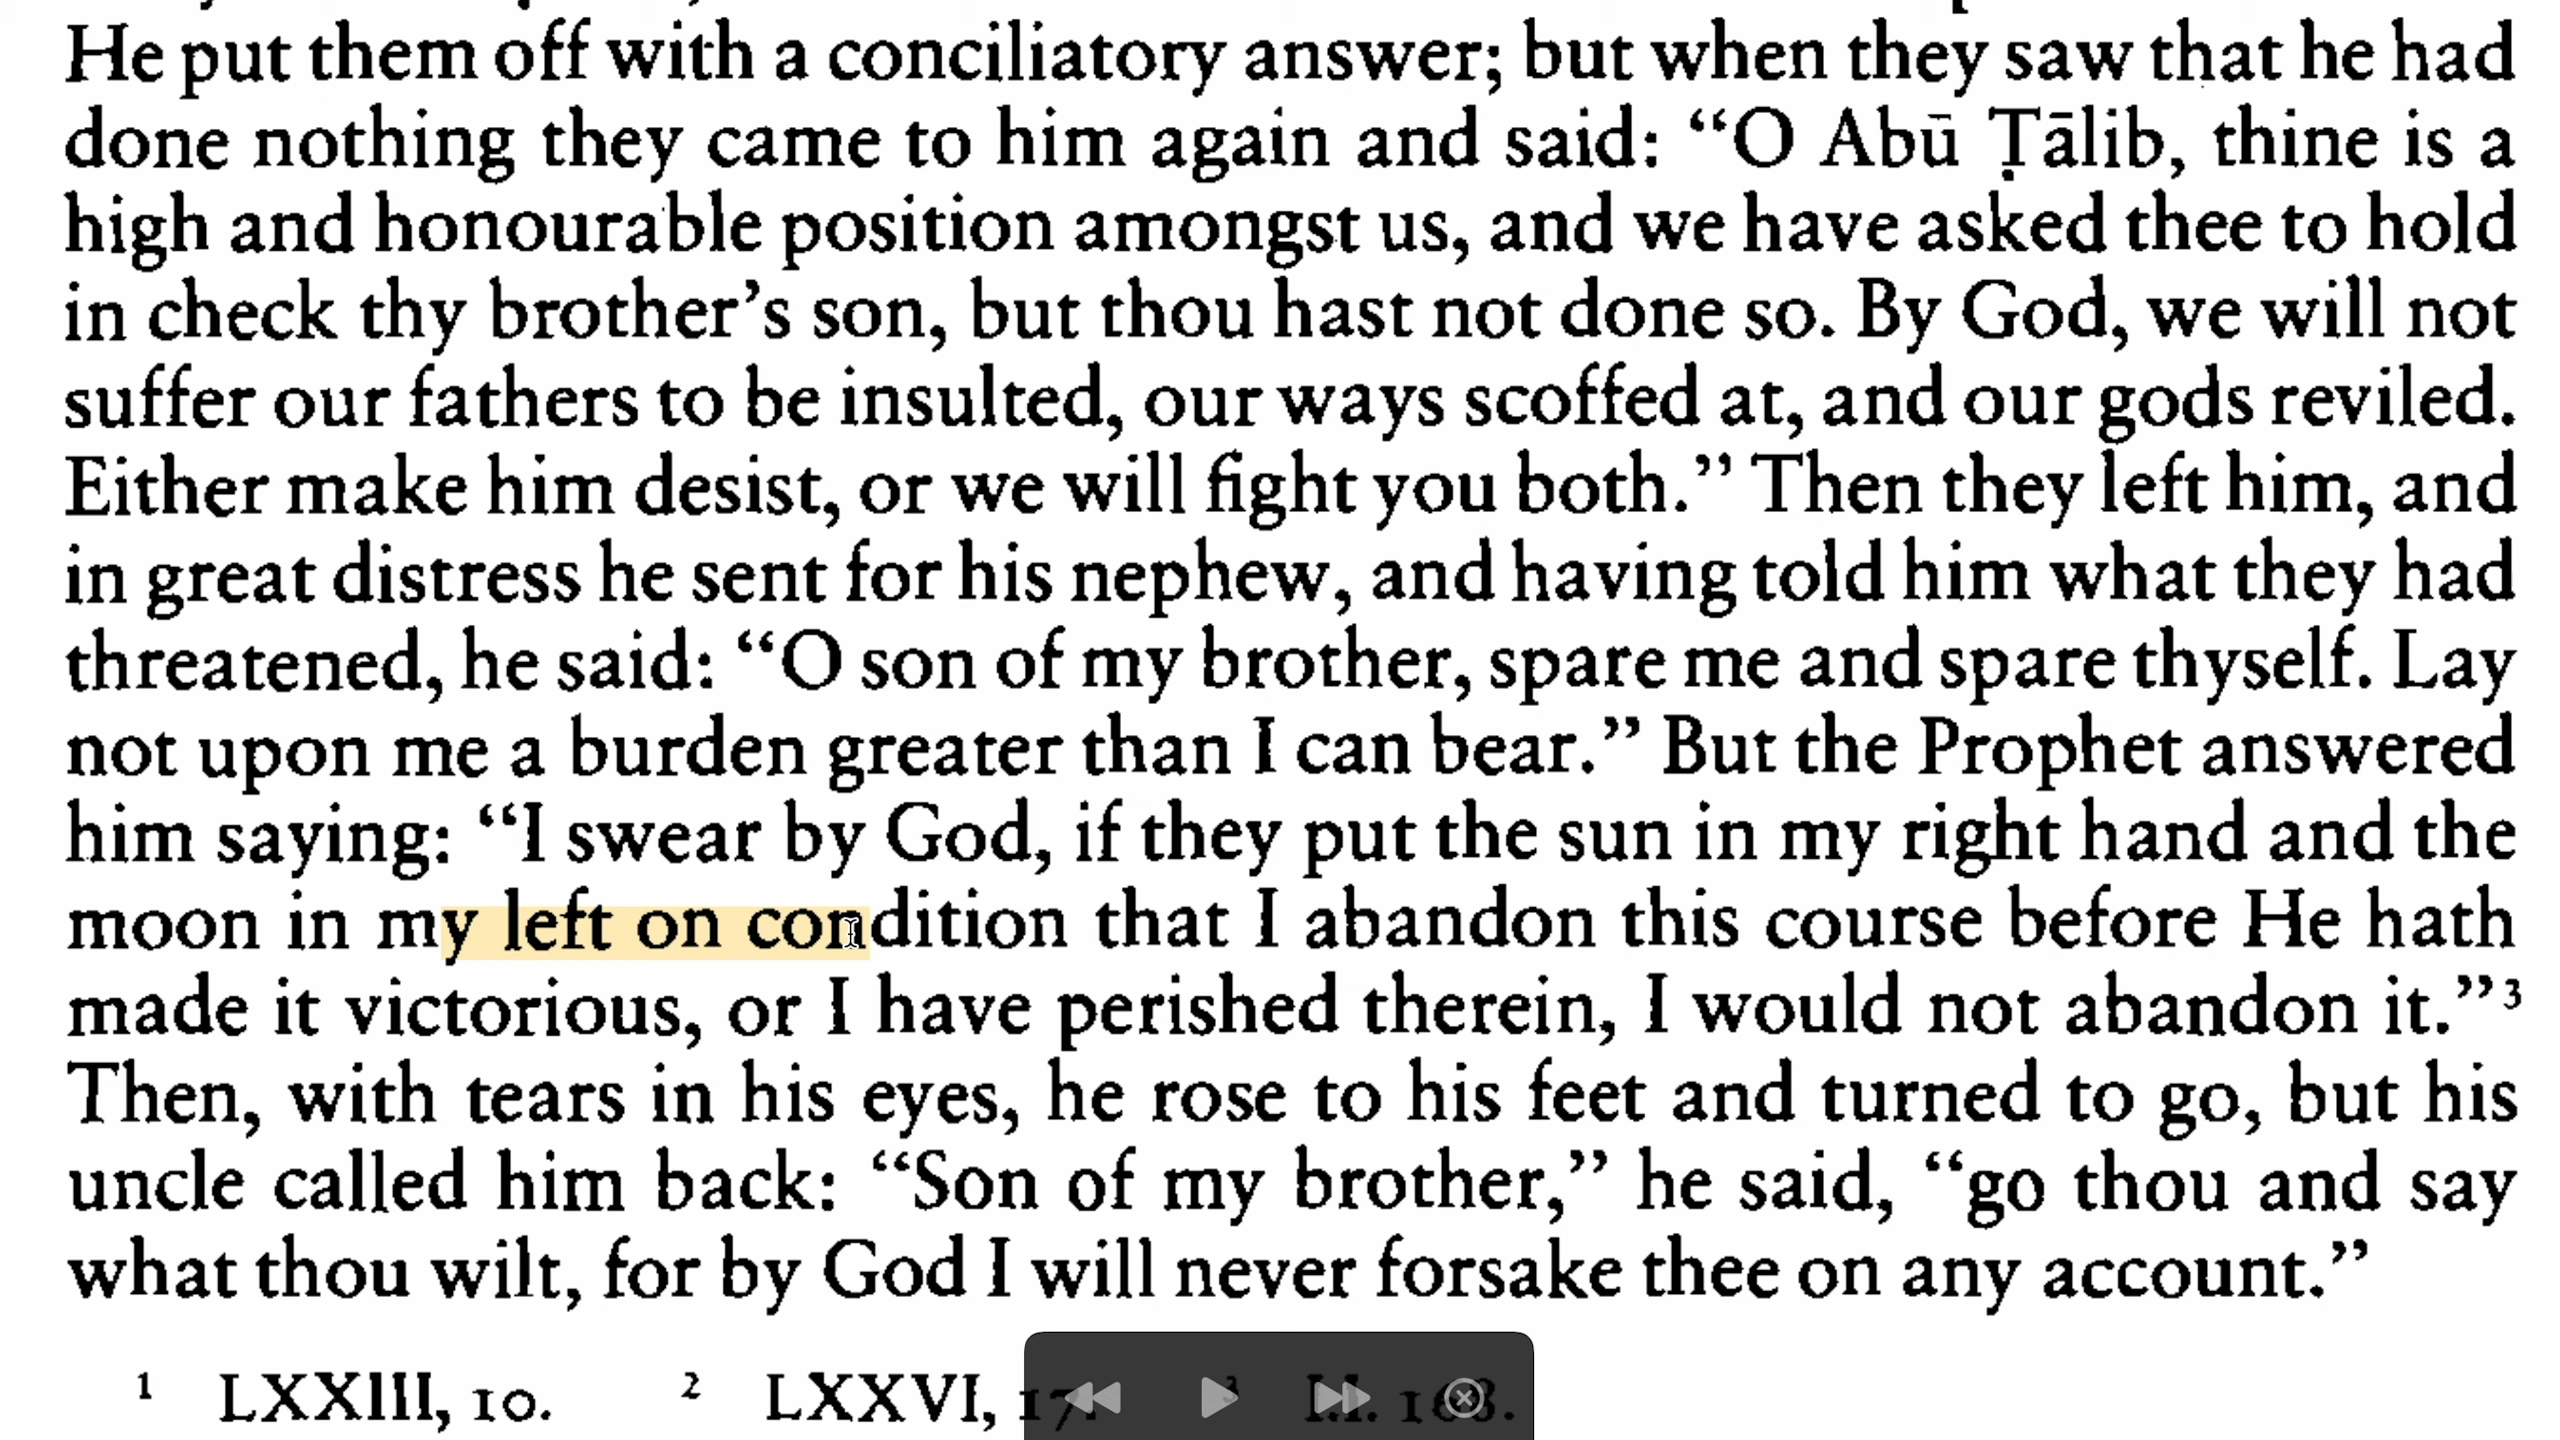 He put them off with a conciliatory answer; but when they saw that he had
done nothing they came to him again and said: “O Abū Ṭālib, thine is a
high and honourable position amongst us, and we have asked thee to hold
in check thy brother’s son, but thou hast not done so. By God, we will not
suffer our fathers to be insulted, our ways scoffed at, and our gods reviled.
Either make him desist, or we will fight you both.” Then they left him, and
in great distress he sent for his nephew, and having told him what they had
threatened, he said: “O son of my brother, spare me and spare thyself. Lay
not upon me a burden greater than I can bear.” But the Prophet answered
him saying: “I swear by God, if they put the sun in my right hand and the
moon in my left on condition that I abandon this course before He hath
made it victorious, or I have perished therein, I would not abandon it.”³
Then, with tears in his eyes, he rose to his feet and turned to go, but his
uncle called him back: “Son of my brother,” he said, “go thou and say
what thou wilt, for by God I will never forsake thee on any account.”
¹ LXXIII, 10. ² LXXVI, 17. ³ I.I. 168.